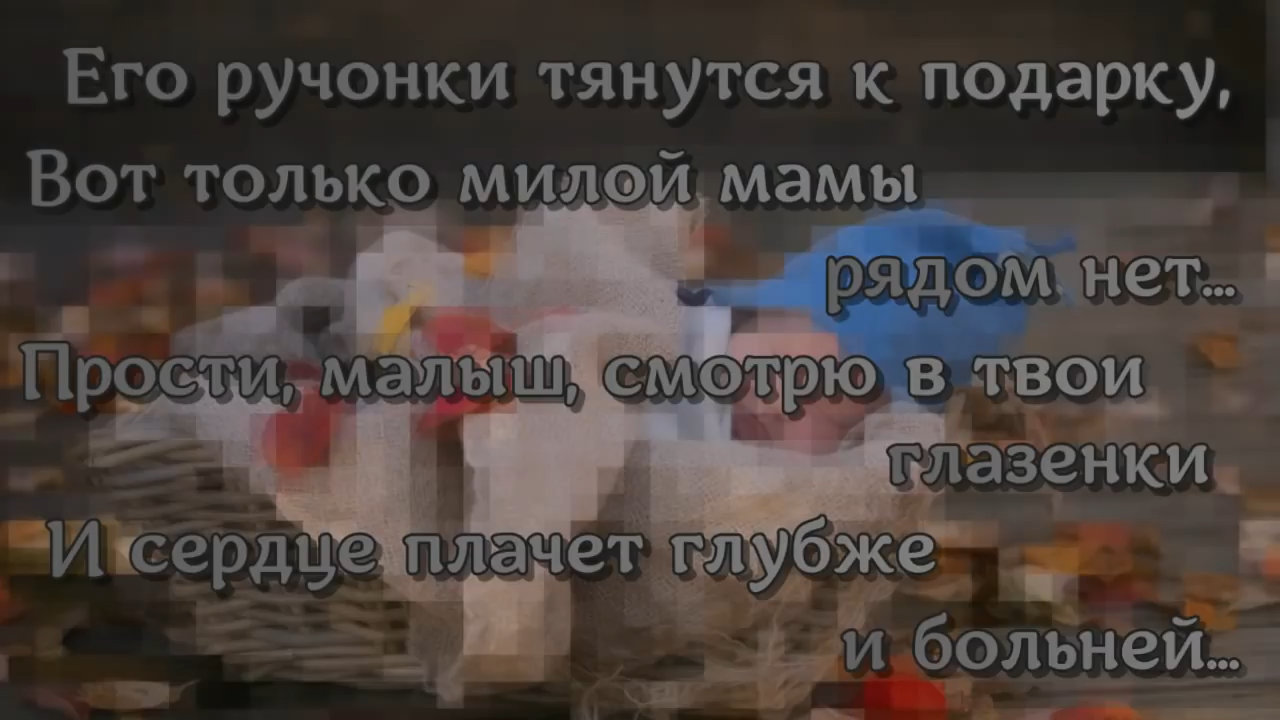 Его ручонки тянутся к подарку,
Вот только милой мамы
рядом нет...
Прости, малыш, смотрю в твои
глазенки
И сердце плачет глубже
и больней...